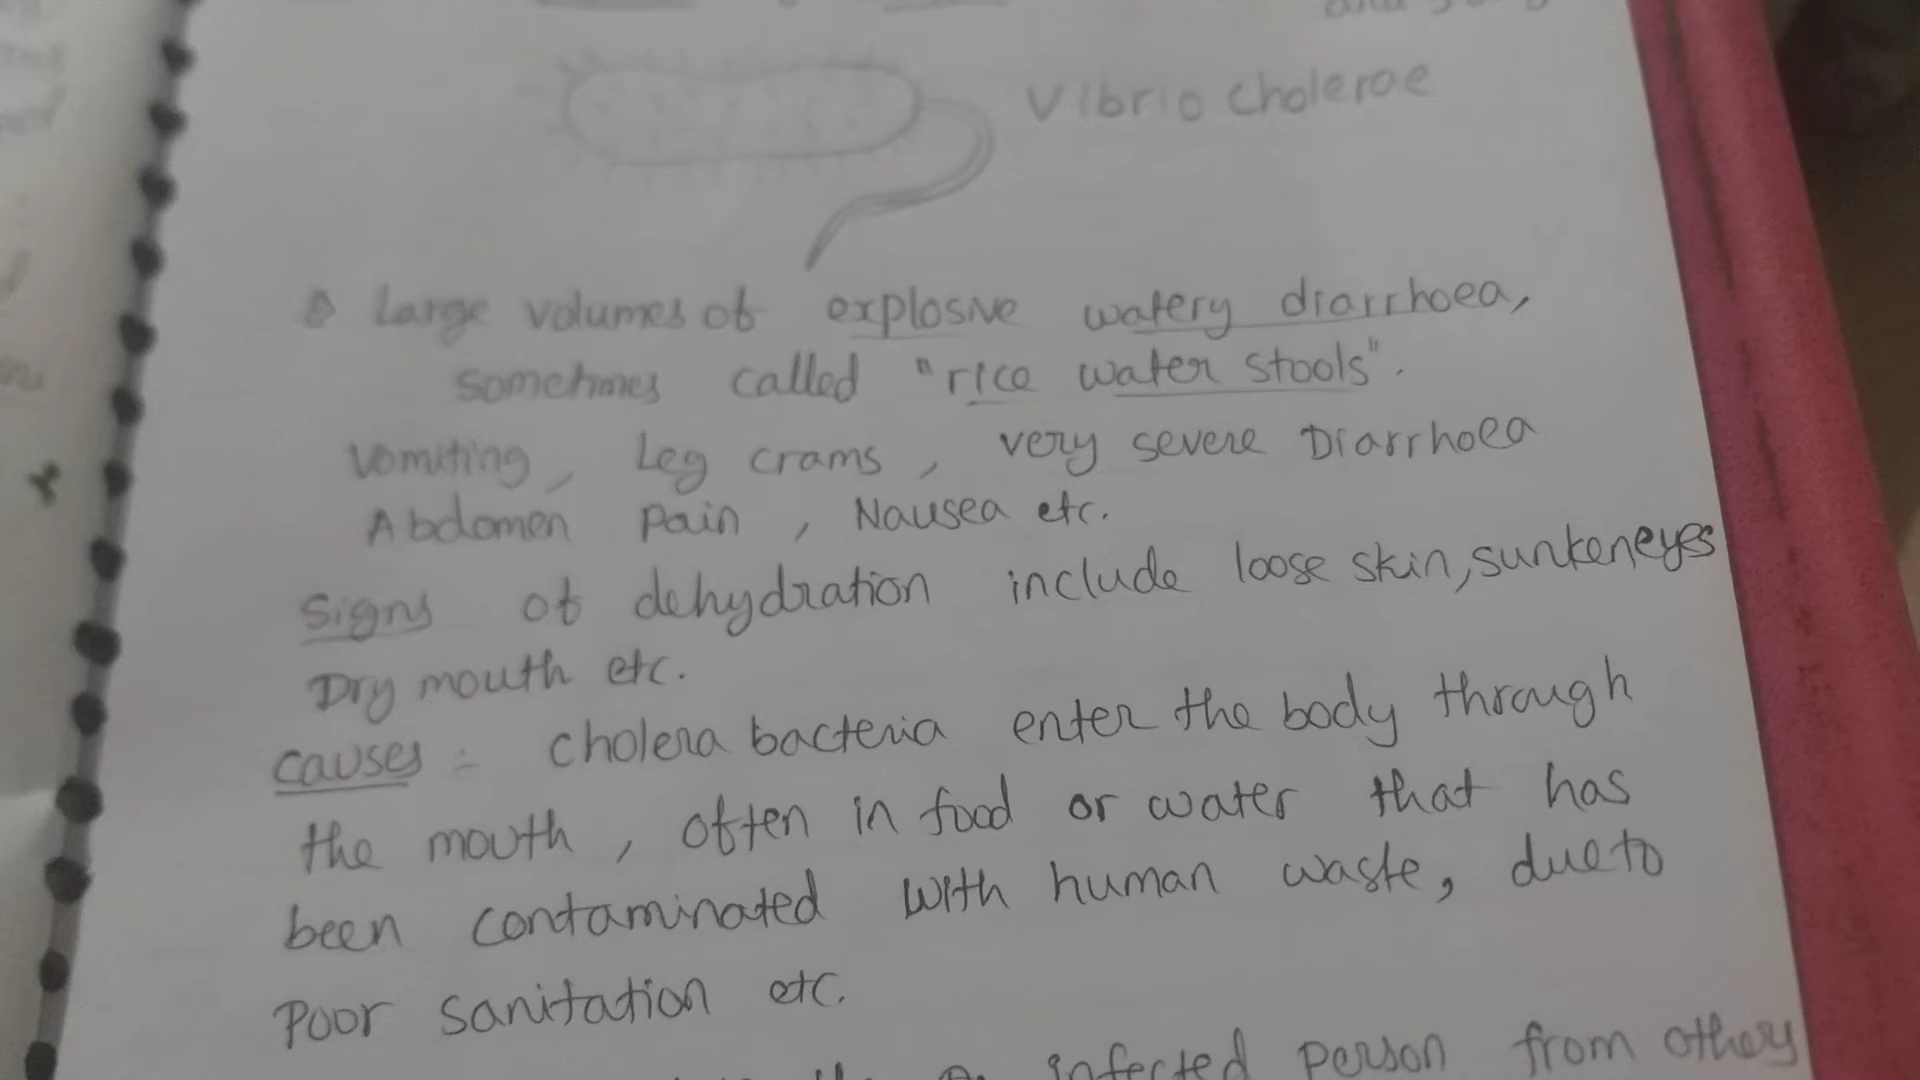 Vibrio cholerae
Large volumes of explosive watery diarrhoea,
sometimes called "rice water stools".
Vomiting, Leg crams, very severe Diarrhoea
Abdomen Pain, Nausea etc.
Signs of dehydration include loose skin, sunken eyes
Dry mouth etc.
causes :- cholera bacteria enter the body through
the mouth, often in food or water that has
been contaminated with human waste, due to
Poor sanitation etc.
infected person from others